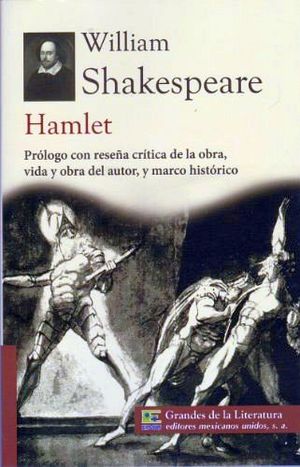 William
Shakespeare
Hamlet
Prólogo con reseña crítica de la obra,
vida y obra del autor, y marco histórico
Grandes de la Literatura
editores mexicanos unidos, s. a.